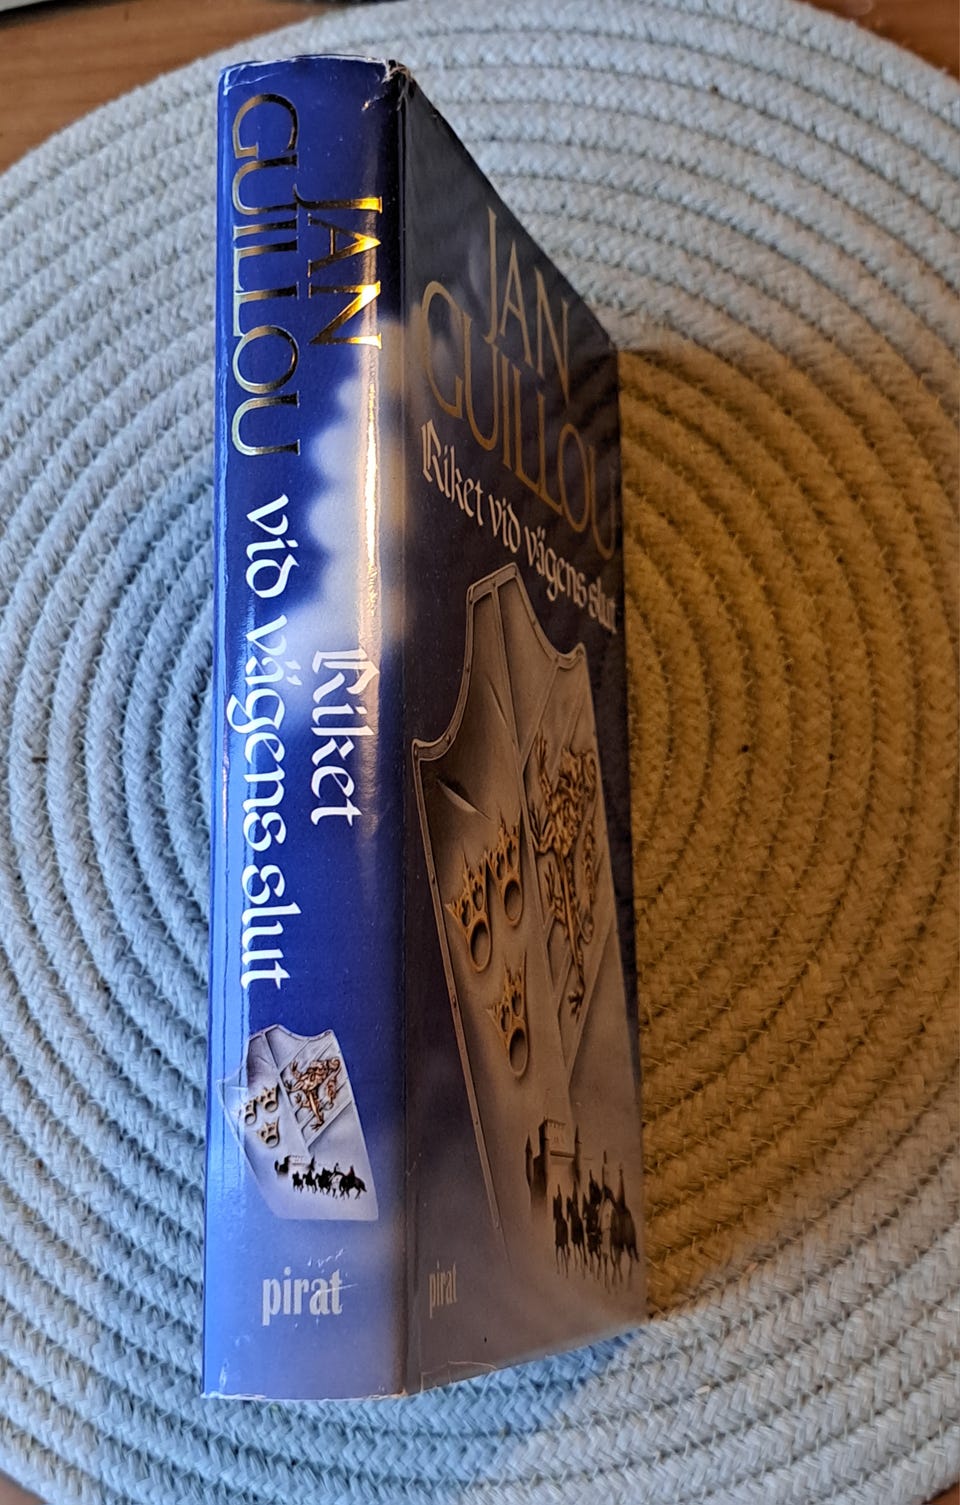 JAN
GUILLOU
Riket
vid vägens slut
pirat
JAN
GUILLOU
Riket vid vägens slut
pirat